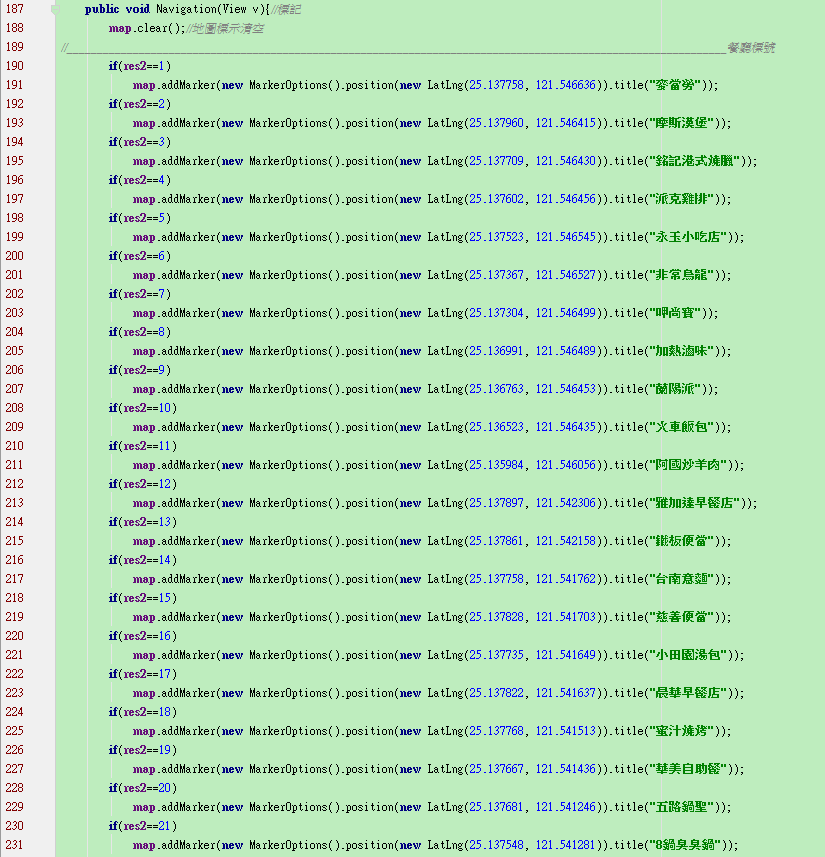 187 public void Navigation(View v){//標記
188 map.clear();//地圖標示清空
189 //______________________________________________________________________________________________餐廳標號
190 if(res2==1)
191 map.addMarker(new MarkerOptions().position(new LatLng(25.137758, 121.546636)).title("麥當勞"));
192 if(res2==2)
193 map.addMarker(new MarkerOptions().position(new LatLng(25.137960, 121.546415)).title("摩斯漢堡"));
194 if(res2==3)
195 map.addMarker(new MarkerOptions().position(new LatLng(25.137709, 121.546430)).title("銘記港式燒臘"));
196 if(res2==4)
197 map.addMarker(new MarkerOptions().position(new LatLng(25.137602, 121.546456)).title("派克雞排"));
198 if(res2==5)
199 map.addMarker(new MarkerOptions().position(new LatLng(25.137523, 121.546545)).title("永玉小吃店"));
200 if(res2==6)
201 map.addMarker(new MarkerOptions().position(new LatLng(25.137367, 121.546527)).title("非常烏龍"));
202 if(res2==7)
203 map.addMarker(new MarkerOptions().position(new LatLng(25.137304, 121.546499)).title("呷尚寶"));
204 if(res2==8)
205 map.addMarker(new MarkerOptions().position(new LatLng(25.136991, 121.546489)).title("加熱滷味"));
206 if(res2==9)
207 map.addMarker(new MarkerOptions().position(new LatLng(25.136763, 121.546453)).title("蘭陽派"));
208 if(res2==10)
209 map.addMarker(new MarkerOptions().position(new LatLng(25.136523, 121.546435)).title("火車飯包"));
210 if(res2==11)
211 map.addMarker(new MarkerOptions().position(new LatLng(25.135984, 121.546056)).title("阿國沙羊肉"));
212 if(res2==12)
213 map.addMarker(new MarkerOptions().position(new LatLng(25.137897, 121.542306)).title("雅加達早餐店"));
214 if(res2==13)
215 map.addMarker(new MarkerOptions().position(new LatLng(25.137861, 121.542158)).title("鐵板便當"));
216 if(res2==14)
217 map.addMarker(new MarkerOptions().position(new LatLng(25.137758, 121.541762)).title("台南意麵"));
218 if(res2==15)
219 map.addMarker(new MarkerOptions().position(new LatLng(25.137828, 121.541703)).title("慈善便當"));
220 if(res2==16)
221 map.addMarker(new MarkerOptions().position(new LatLng(25.137735, 121.541649)).title("小田園湯包"));
222 if(res2==17)
223 map.addMarker(new MarkerOptions().position(new LatLng(25.137822, 121.541637)).title("晨華早餐店"));
224 if(res2==18)
225 map.addMarker(new MarkerOptions().position(new LatLng(25.137768, 121.541513)).title("蜜汁燒烤"));
226 if(res2==19)
227 map.addMarker(new MarkerOptions().position(new LatLng(25.137667, 121.541436)).title("華美自助餐"));
228 if(res2==20)
229 map.addMarker(new MarkerOptions().position(new LatLng(25.137681, 121.541246)).title("五路鍋聖"));
230 if(res2==21)
231 map.addMarker(new MarkerOptions().position(new LatLng(25.137548, 121.541281)).title("8鍋臭臭鍋"));